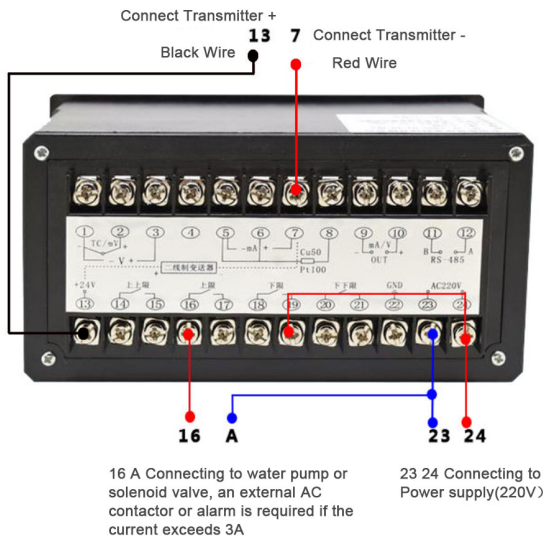 Connect Transmitter +
13 7 Connect Transmitter -
Black Wire
Red Wire
① ② ③ ④ ⑤ ⑥ ⑦ ⑧ ⑨ ⑩ ⑪ ⑫
TC/mV
- V +
-mA +
Cu50
Pt100
mA/V
- +
OUT
B A
RS-485
二线制变送器
+
+24V
上上限
上限
下限
下下限
GND
AC220V
⑬ ⑭ ⑮ ⑯ ⑰ ⑱ ⑲ ⑳ ㉑ ㉒ ㉓ ㉔
16 A 23 24
16 A Connecting to water pump or
solenoid valve, an external AC
contactor or alarm is required if the
current exceeds 3A
23 24 Connecting to
Power supply(220V）